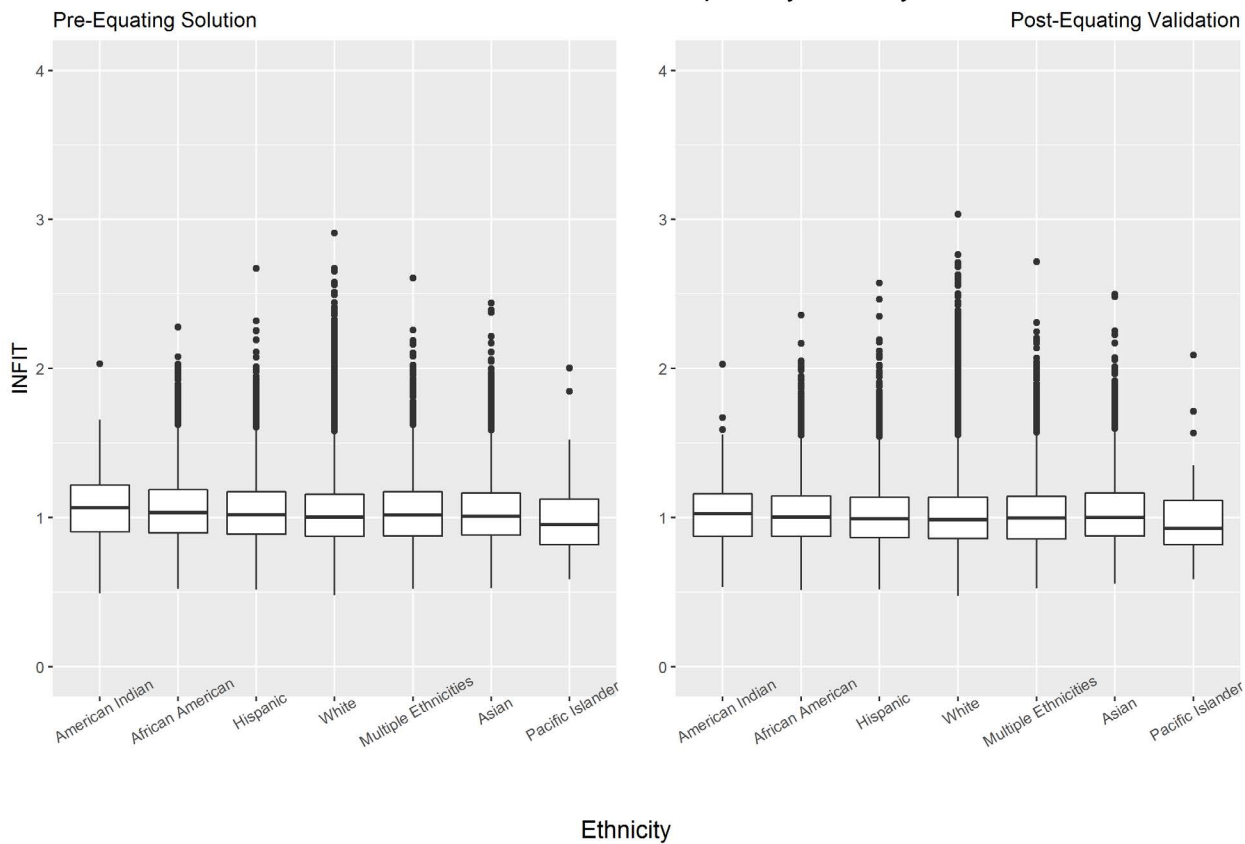 Pre-Equating Solution
Post-Equating Validation
4
3
2
1
0
INFIT
American Indian
African American
Hispanic
White
Multiple Ethnicities
Asian
Pacific Islander
4
3
2
1
0
American Indian
African American
Hispanic
White
Multiple Ethnicities
Asian
Pacific Islander
Ethnicity